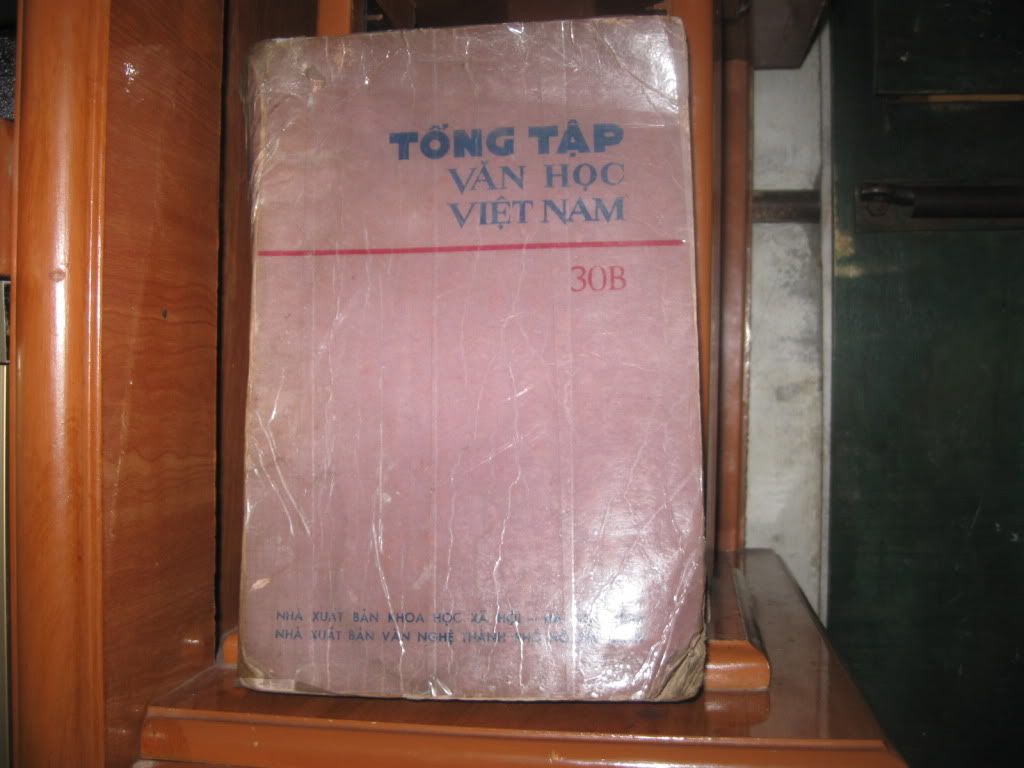 TỔNG TẬP
VĂN HỌC
VIỆT NAM
30B
NHÀ XUẤT BẢN KHOA HỌC XÃ HỘI -
NHÀ XUẤT BẢN VĂN NGHỆ THÀNH PHỐ HỒ